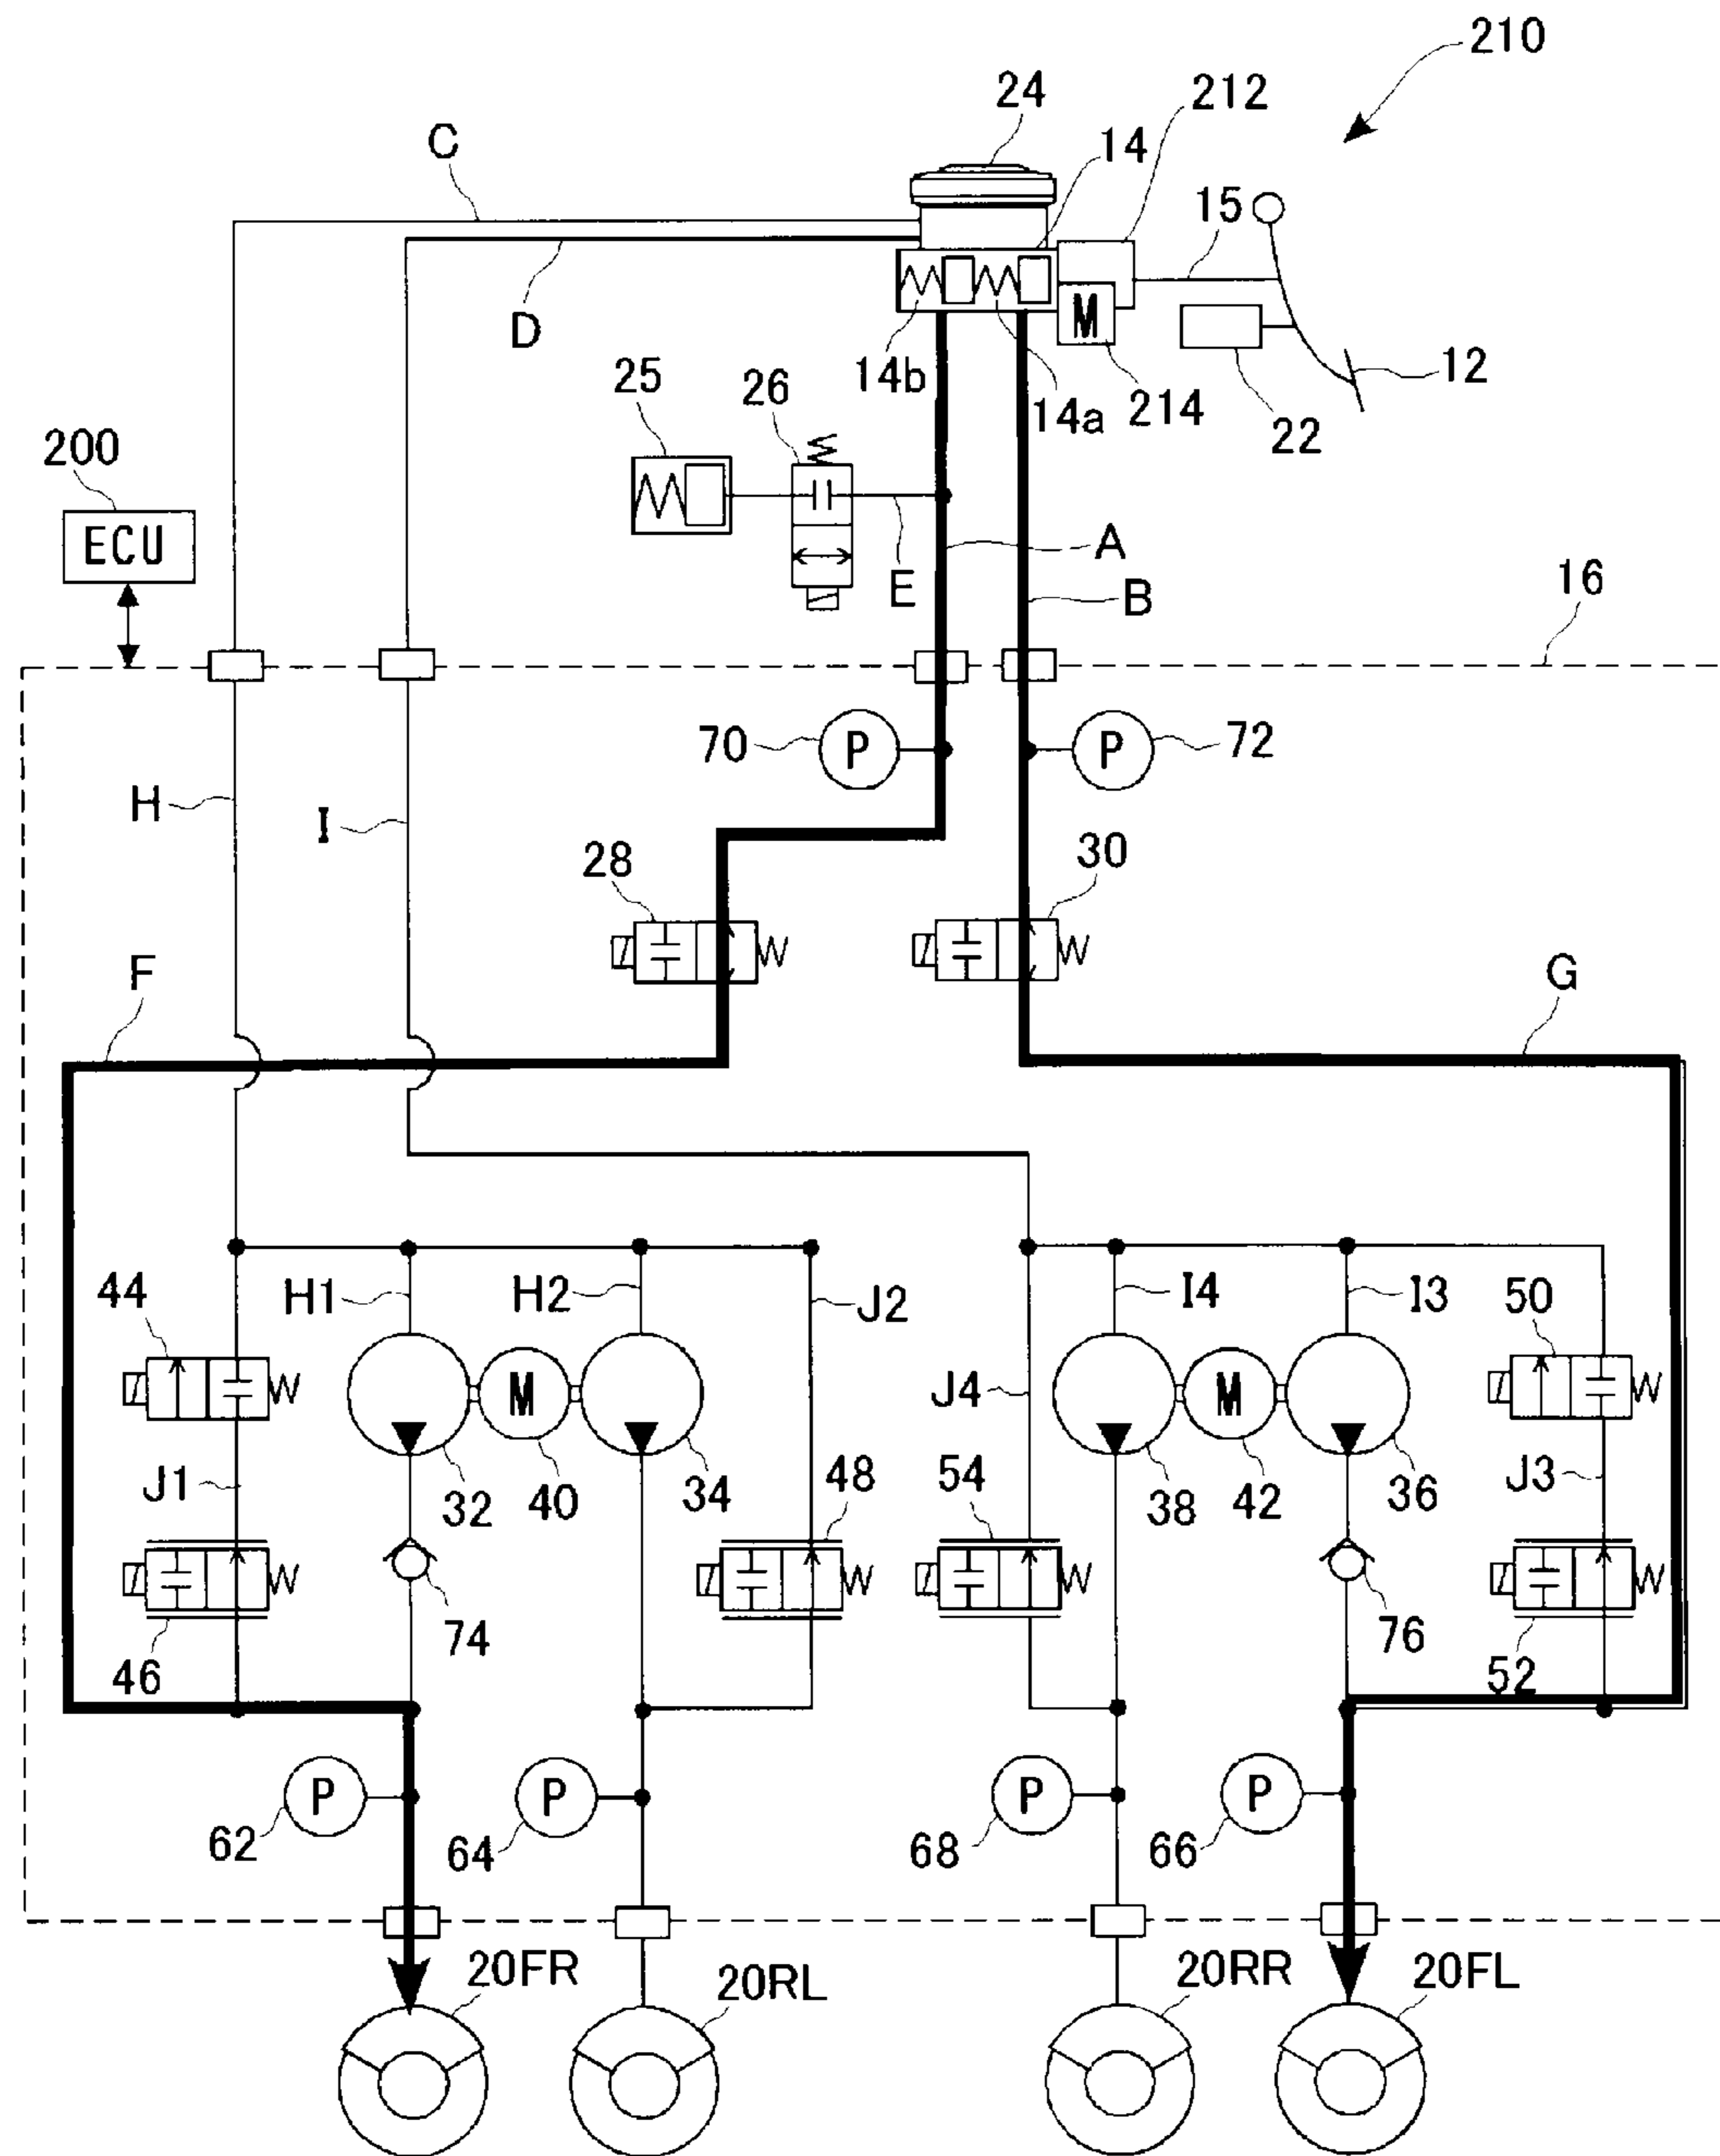 210
24
212
C
14
15
D
M
14b
25
26
14a
214
22
12
200
ECU
A
E
B
16
70
P
P
72
H
I
28
30
F
G
44
H1
H2
J2
I4
I3
50
M
J4
M
J1
32
40
34
48
54
38
42
36
J3
46
74
76
52
P
P
P
P
62
64
68
66
20FR
20RL
20RR
20FL